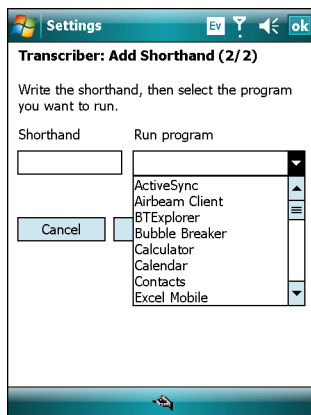 Settings Ev ok
Transcriber: Add Shorthand (2/2)
Write the shorthand, then select the program
you want to run.
Shorthand Run program
ActiveSync
Airbeam Client
BTExplorer
Bubble Breaker
Cancel
Calculator
Calendar
Contacts
Excel Mobile